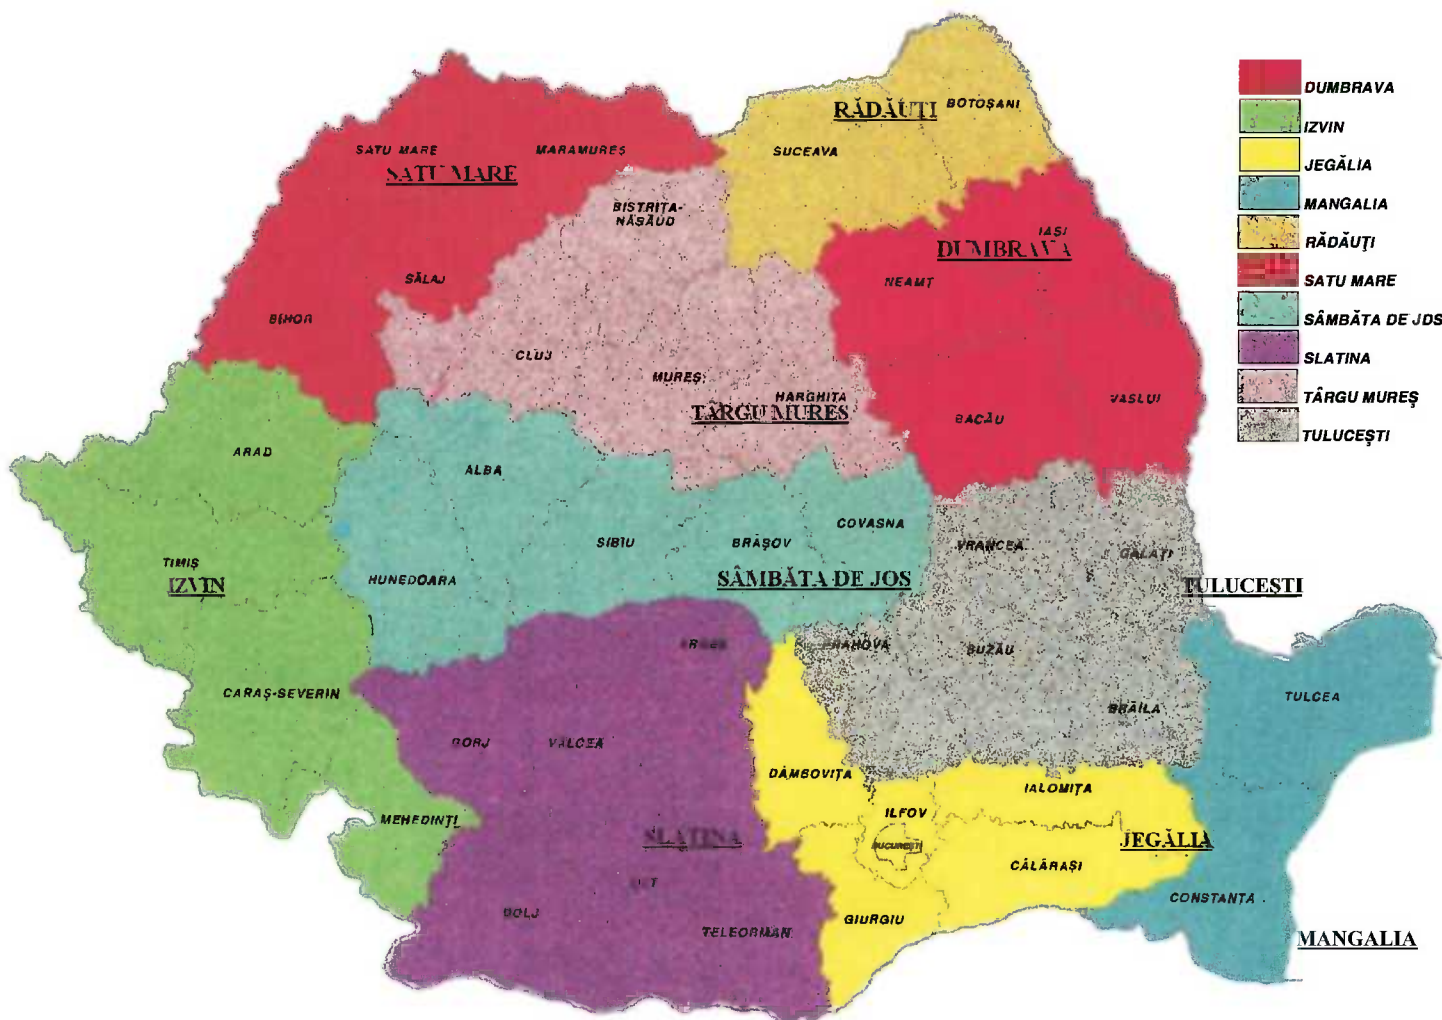 RĂDĂUȚI
BOTOȘANI
SUCEAVA
SATU MARE
MARAMUREȘ
SATU MARE
BISTRIȚA-
NĂSĂUD
IAȘI
DUMBRAVA
NEAMȚ
SĂLAJ
BIHOR
CLUJ
MUREȘ
HARGHITA
TÂRGU MUREȘ
BACĂU
VASLUI
ARAD
ALBA
SIBIU
BRAȘOV
COVASNA
VRANCEA
GALAȚI
TIMIȘ
IZVIN
HUNEDOARA
SÂMBĂTA DE JOS
TULUCEȘTI
PRAHOVA
BUZĂU
CARAȘ-SEVERIN
TULCEA
BRĂILA
GORJ
VÂLCEA
DÂMBOVIȚA
IALOMIȚA
ILFOV
MEHEDINȚI
SLATINA
BUCUREȘTI
JEGĂLIA
CĂLĂRAȘI
CONSTANȚA
DOLJ
TELEORMAN
GIURGIU
MANGALIA
DUMBRAVA
IZVIN
JEGĂLIA
MANGALIA
RĂDĂUȚI
SATU MARE
SÂMBĂTA DE JOS
SLATINA
TÂRGU MUREȘ
TULUCEȘTI